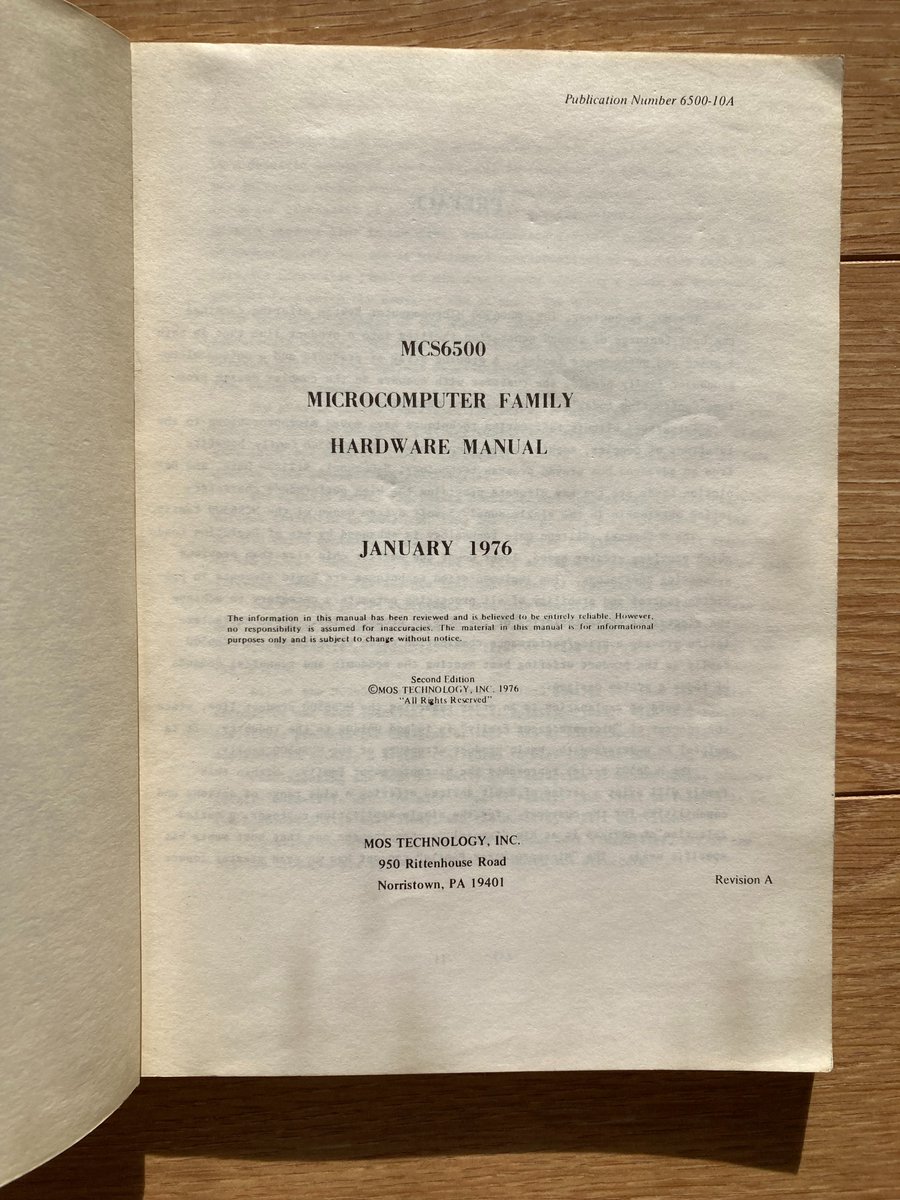 Publication Number 6500-10A
MCS6500
MICROCOMPUTER FAMILY
HARDWARE MANUAL
JANUARY 1976
The information in this manual has been reviewed and is believed to be entirely reliable. However,
no responsibility is assumed for inaccuracies. The material in this manual is for informational
purposes only and is subject to change without notice.
Second Edition
©MOS TECHNOLOGY, INC. 1976
"All Rights Reserved"
MOS TECHNOLOGY, INC.
950 Rittenhouse Road
Norristown, PA 19401
Revision A